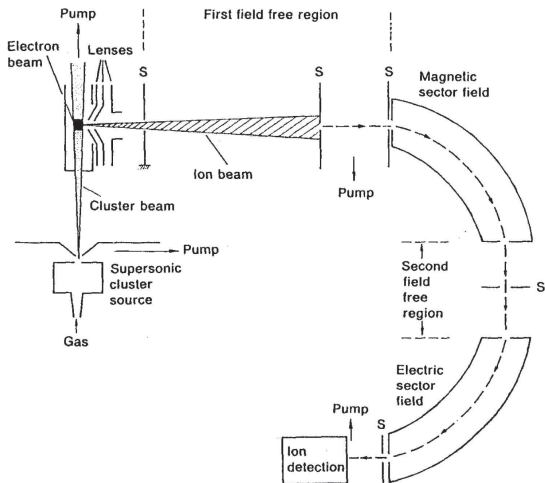 Pump
First field free region
Electron
beam
Lenses
S
S
S
Magnetic
sector field
Ion beam
Pump
Cluster beam
Pump
Supersonic
cluster
source
Gas
Second
field
free
region
S
Electric
sector
field
Pump
S
Ion
detection